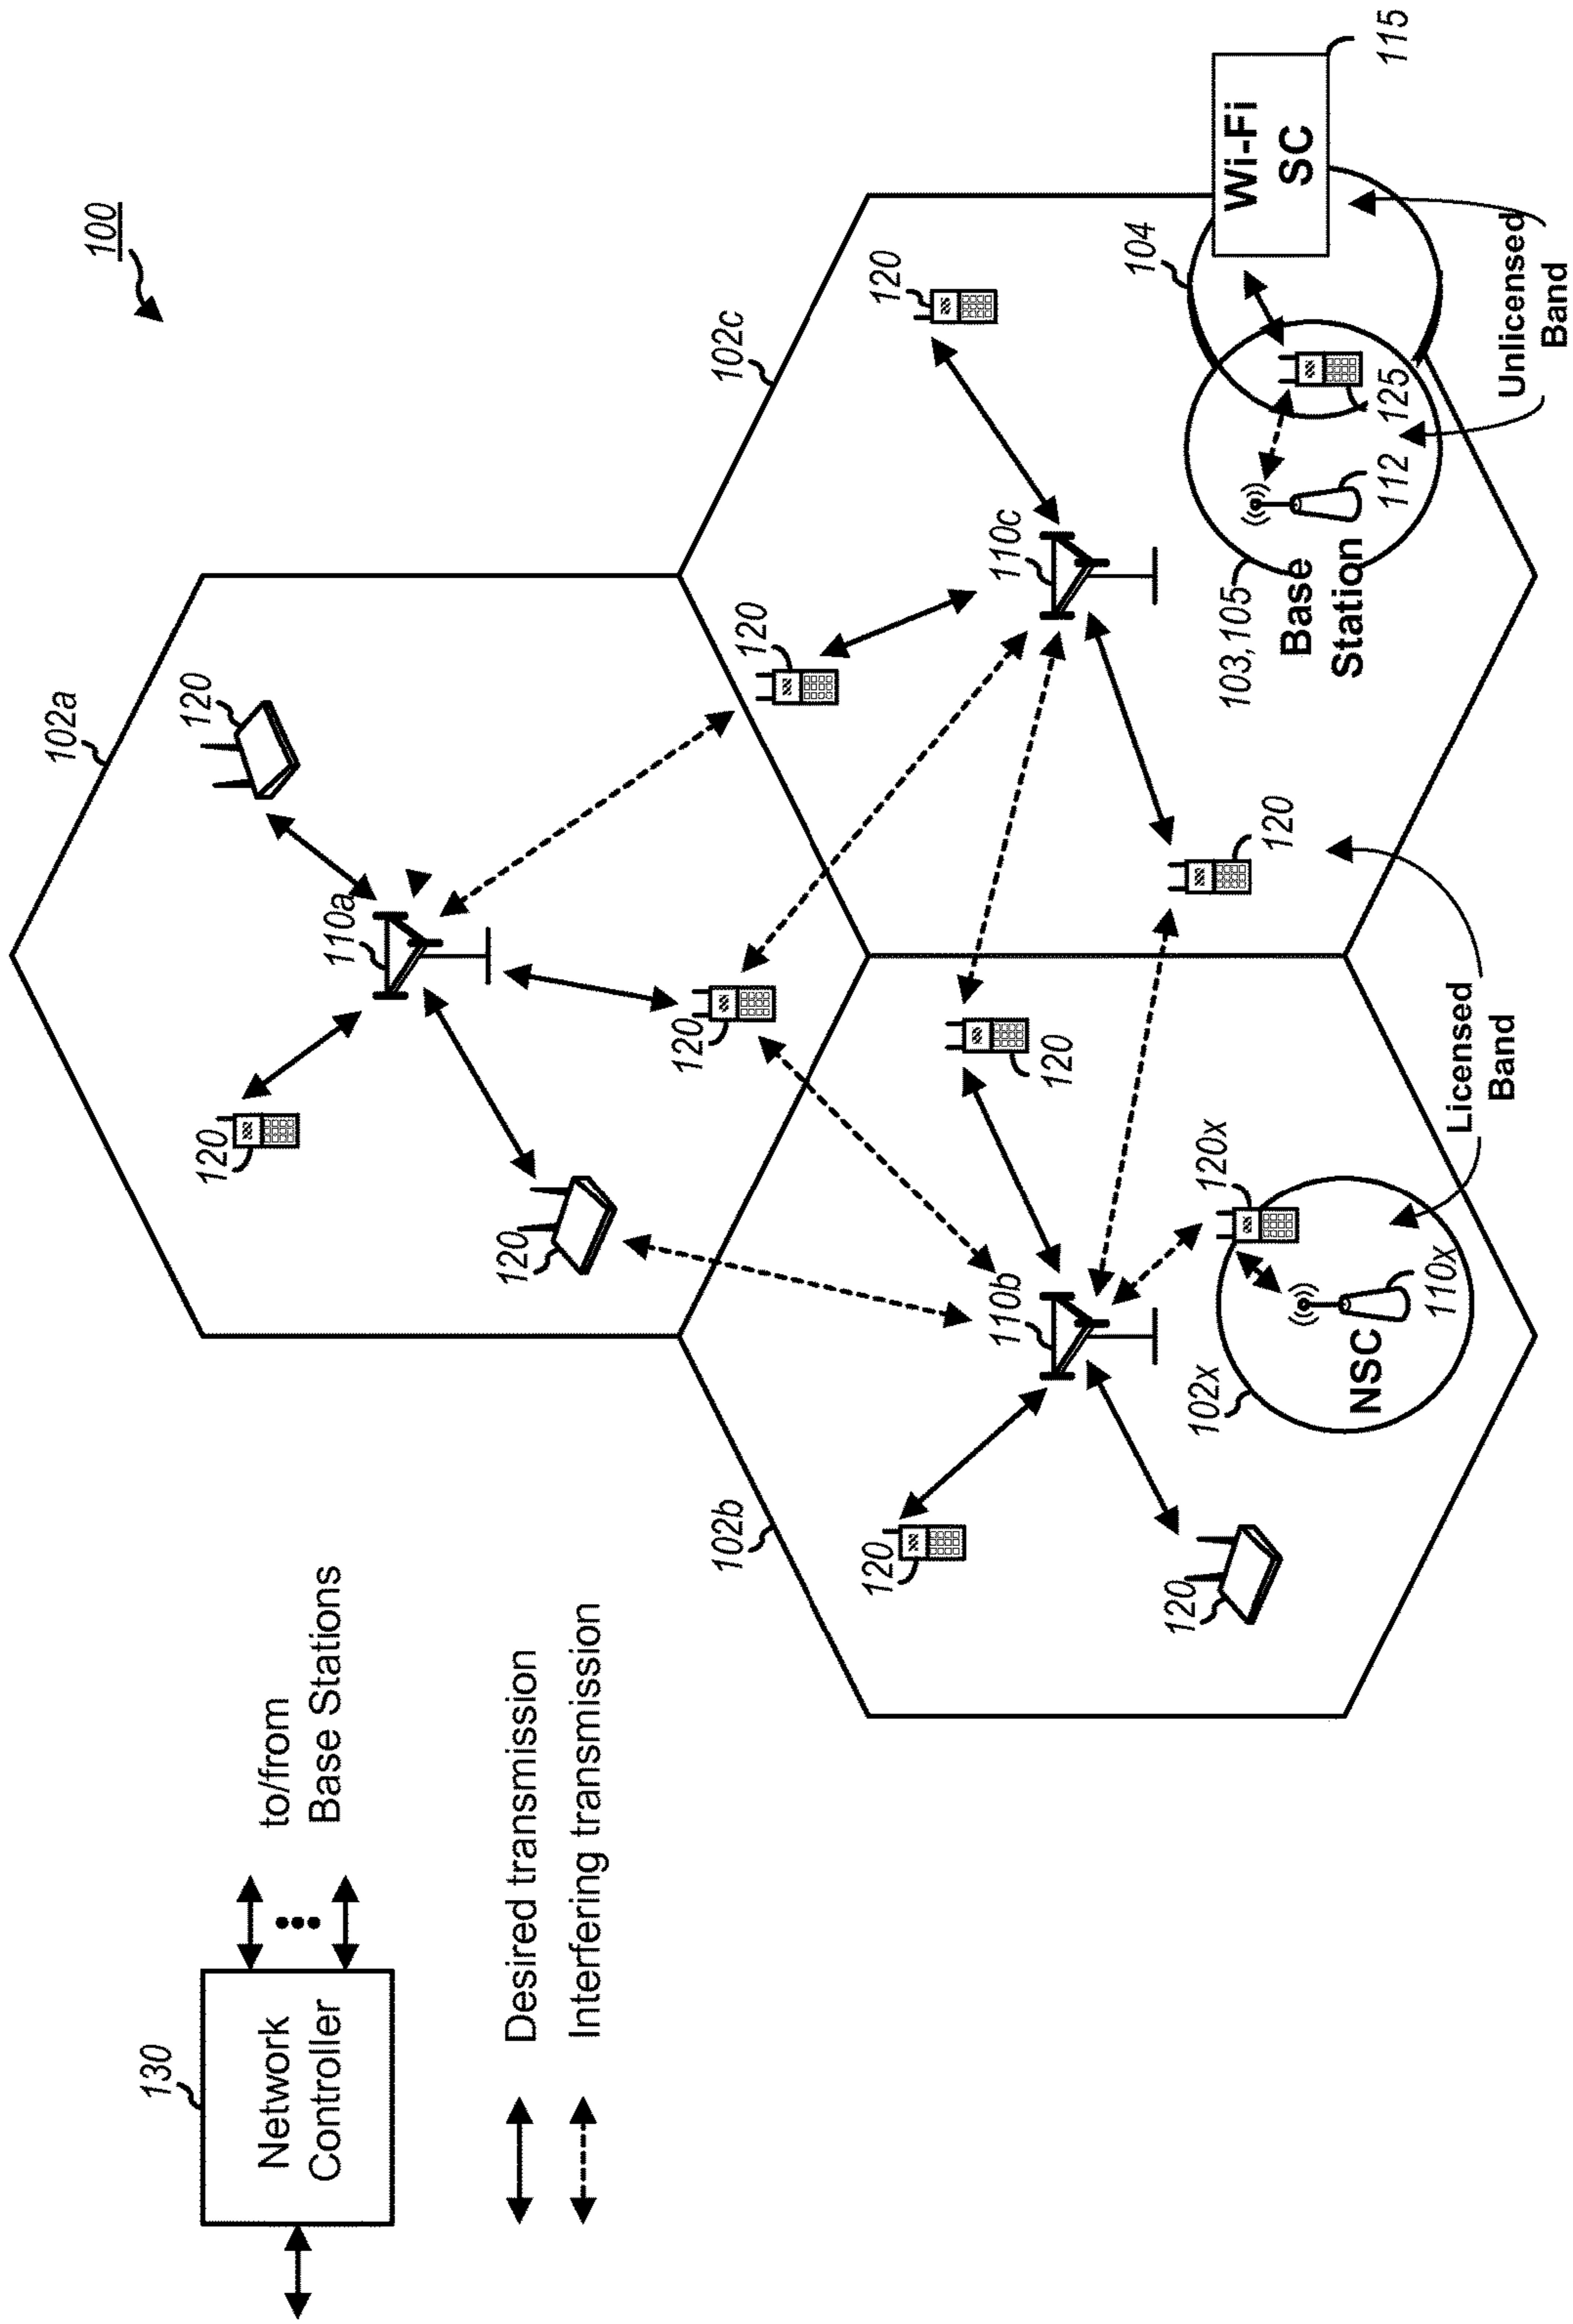 100
130
Network
Controller
to/from
Base Stations
Desired transmission
Interfering transmission
102a
120
120
110a
120
120
102b
120
120
110b
120
120x
102x
NSC
110x
102c
120
120
110c
120
104
Wi-Fi
SC
115
103,105
Base
Station
112
125
Licensed
Band
Unlicensed
Band